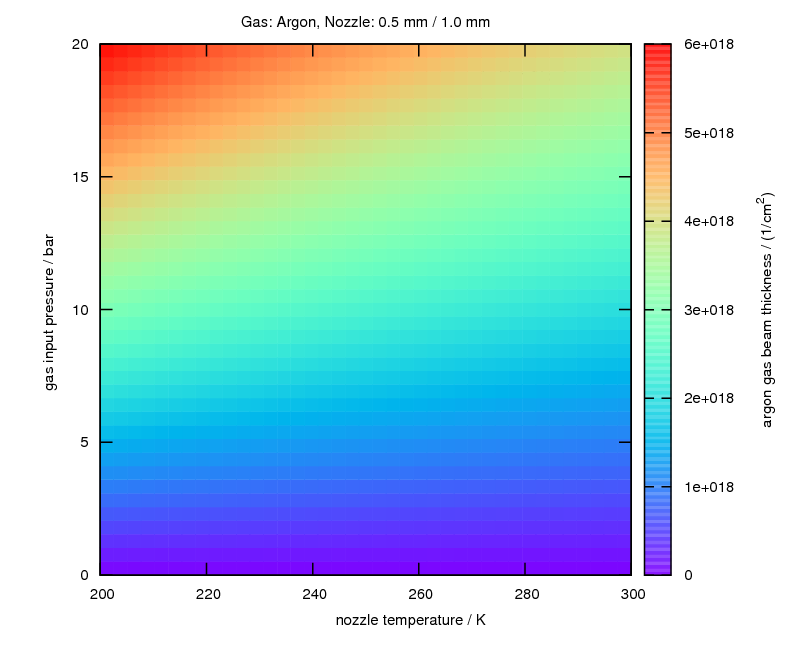 Gas: Argon, Nozzle: 0.5 mm / 1.0 mm
20
15
10
5
0
200
220
240
260
280
300
nozzle temperature / K
gas input pressure / bar
6e+018
5e+018
4e+018
3e+018
2e+018
1e+018
0
argon gas beam thickness / (1/cm²)